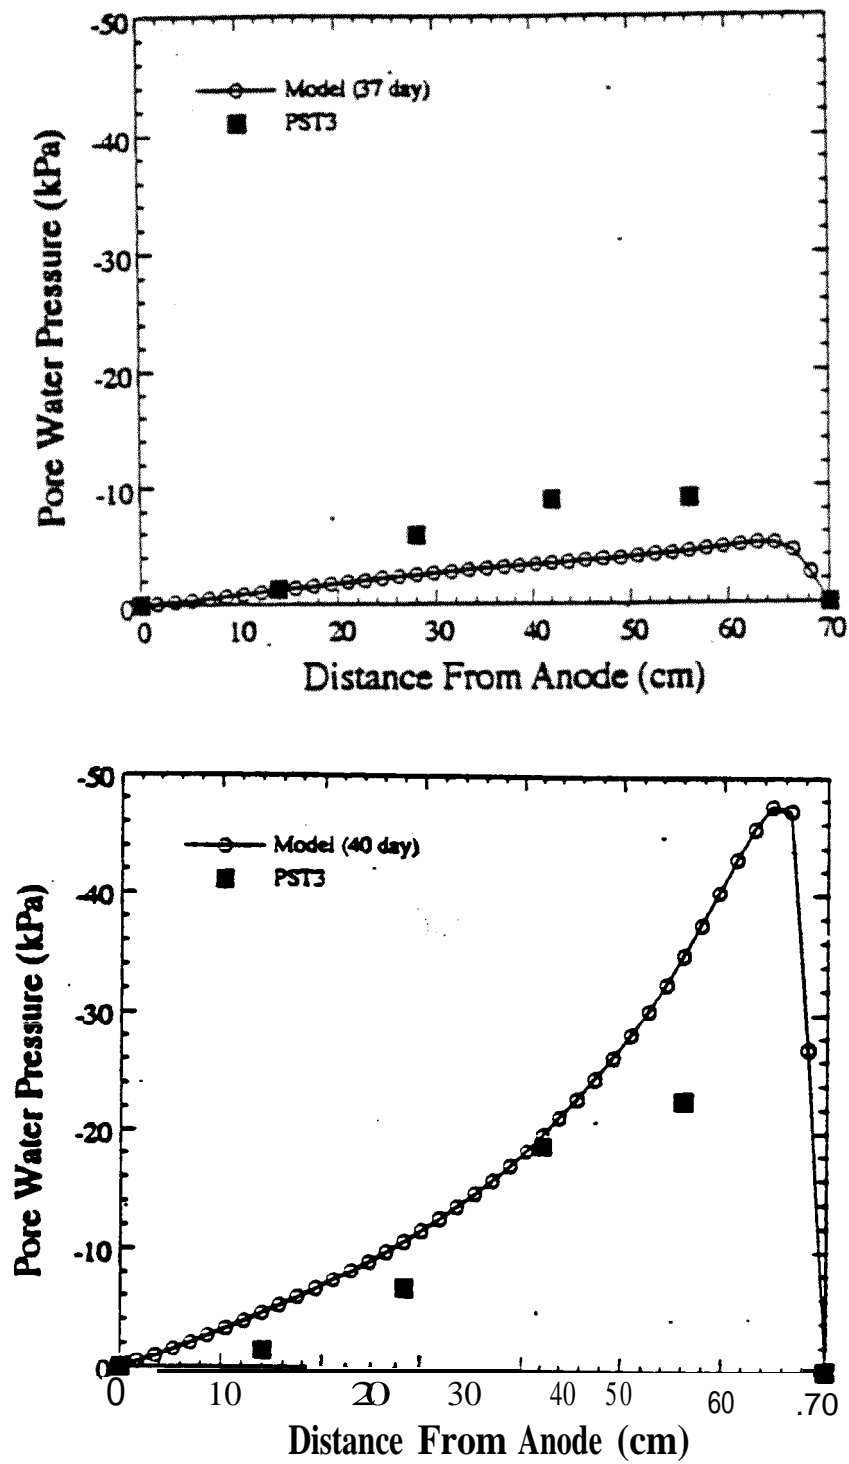 -50
Model (37 day)
PST3
-40
-30
-20
-10
0
Pore Water Pressure (kPa)
0 10 20 30 40 50 60 70
Distance From Anode (cm)
-50
Model (40 day)
PST3
-40
-30
-20
-10
0
Pore Water Pressure (kPa)
0 10 20 30 40 50 60 .70
Distance From Anode (cm)